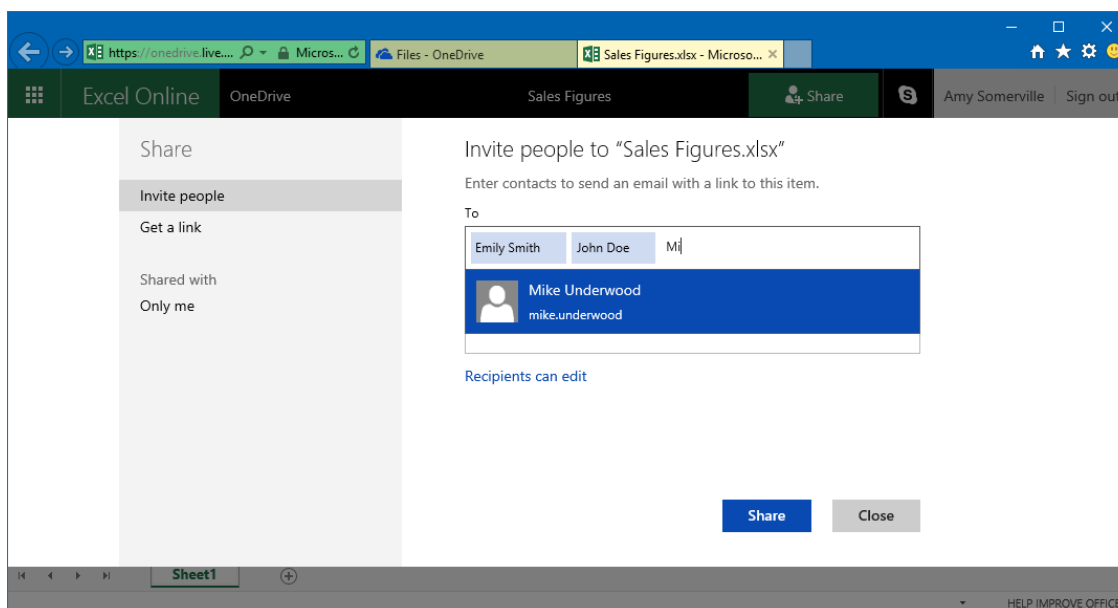 https://onedrive.live.... Micros...
Files - OneDrive
Sales Figures.xlsx - Microso...
Excel Online
OneDrive
Sales Figures
Share
Amy Somerville
Sign out
Share
Invite people
Get a link
Shared with
Only me
Invite people to “Sales Figures.xlsx”
Enter contacts to send an email with a link to this item.
To
Emily Smith John Doe Mi
Mike Underwood
mike.underwood
Recipients can edit
Share Close
Sheet1
HELP IMPROVE OFFICE